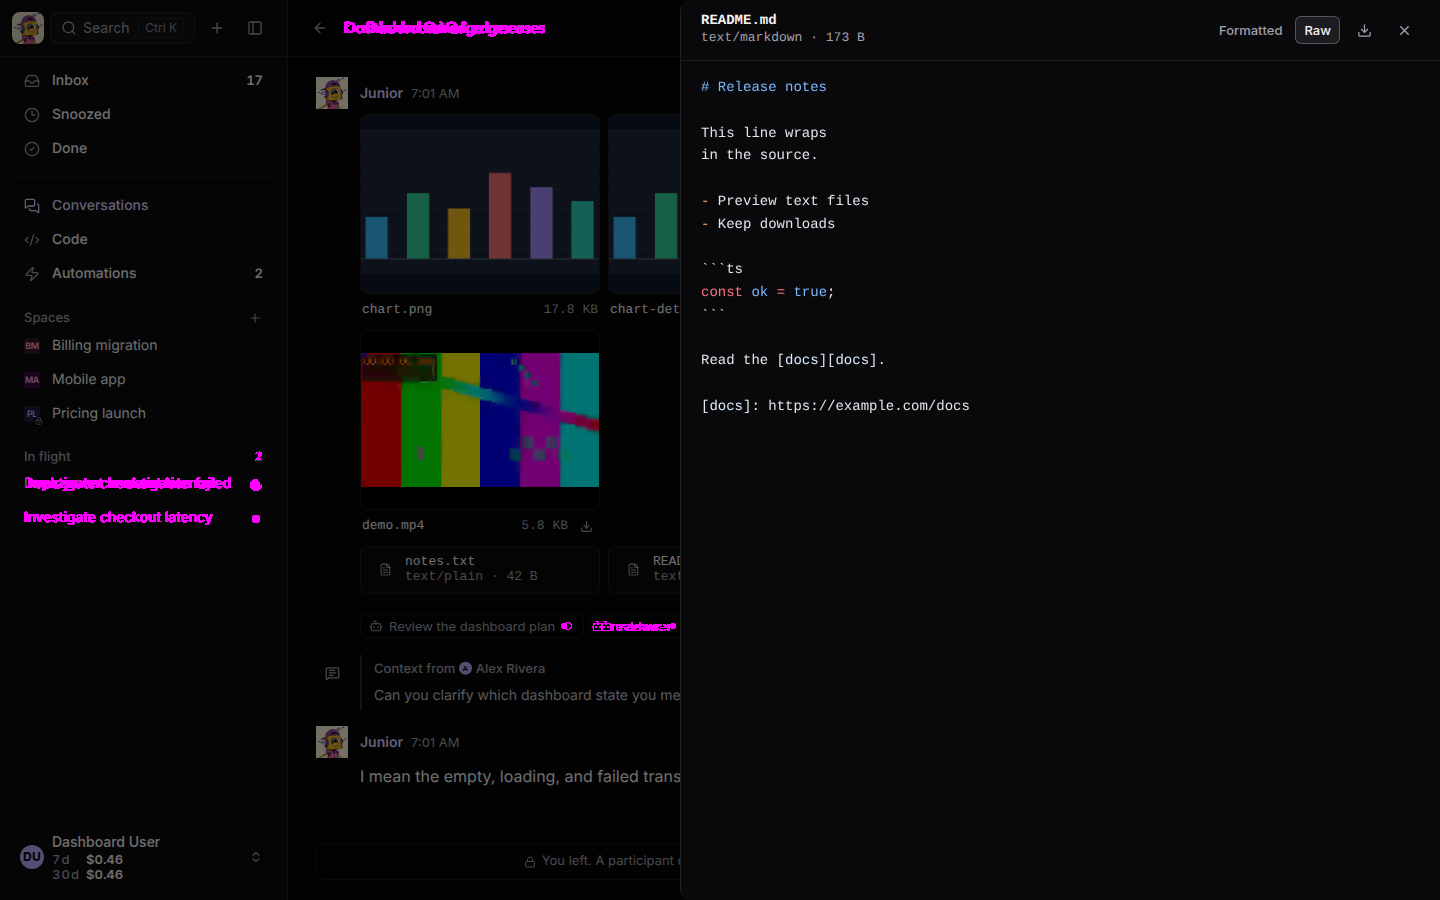 Search Ctrl K
Inbox 17
Snoozed
Done
Conversations
Code
Automations 2
Spaces
BM Billing migration
MA Mobile app
PL Pricing launch
In flight
Investigate checkout latency
DU Dashboard User
7d $0.46
30d $0.46
Junior 7:01 AM
chart.png 17.8 KB
chart-det
demo.mp4 5.8 KB
notes.txt
text/plain · 42 B
READ
text
Review the dashboard plan
Context from A Alex Rivera
Can you clarify which dashboard state you me
Junior 7:01 AM
I mean the empty, loading, and failed trans
You left. A participant
README.md
text/markdown · 173 B
Formatted Raw
# Release notes
This line wraps
in the source.
- Preview text files
- Keep downloads
```ts
const ok = true;
```
Read the [docs][docs].
[docs]: https://example.com/docs